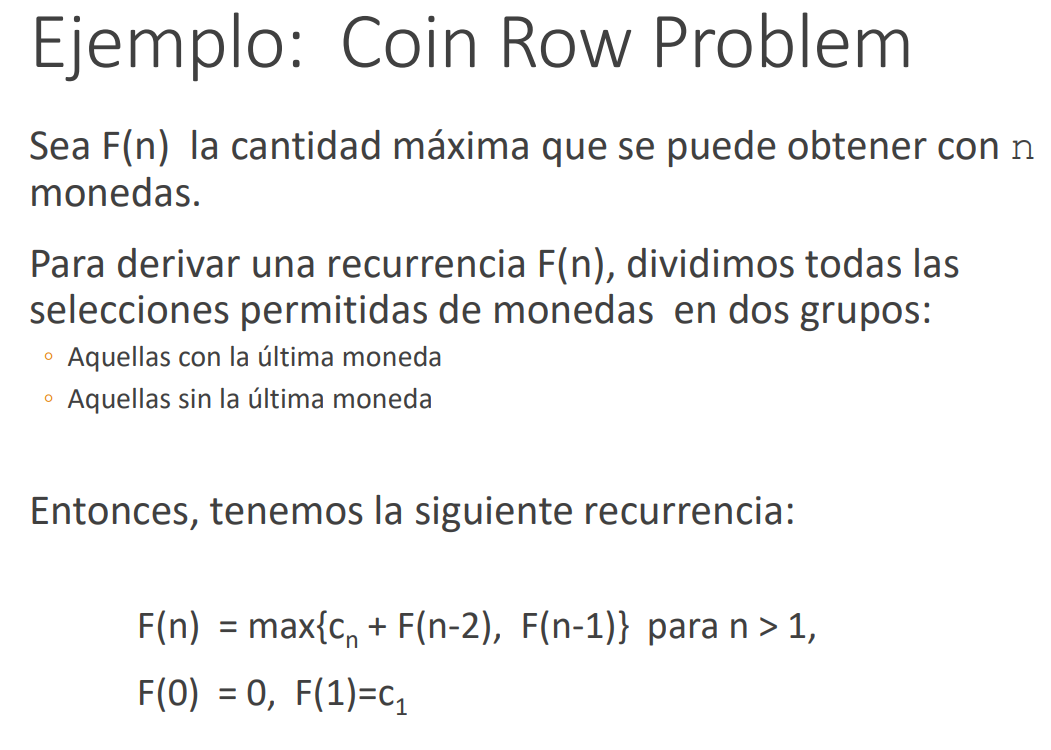 Ejemplo: Coin Row Problem
Sea F(n) la cantidad máxima que se puede obtener con n
monedas.
Para derivar una recurrencia F(n), dividimos todas las
selecciones permitidas de monedas en dos grupos:
◦ Aquellas con la última moneda
◦ Aquellas sin la última moneda
Entonces, tenemos la siguiente recurrencia:
F(n) = max{cₙ + F(n-2), F(n-1)} para n > 1,
F(0) = 0, F(1)=c₁